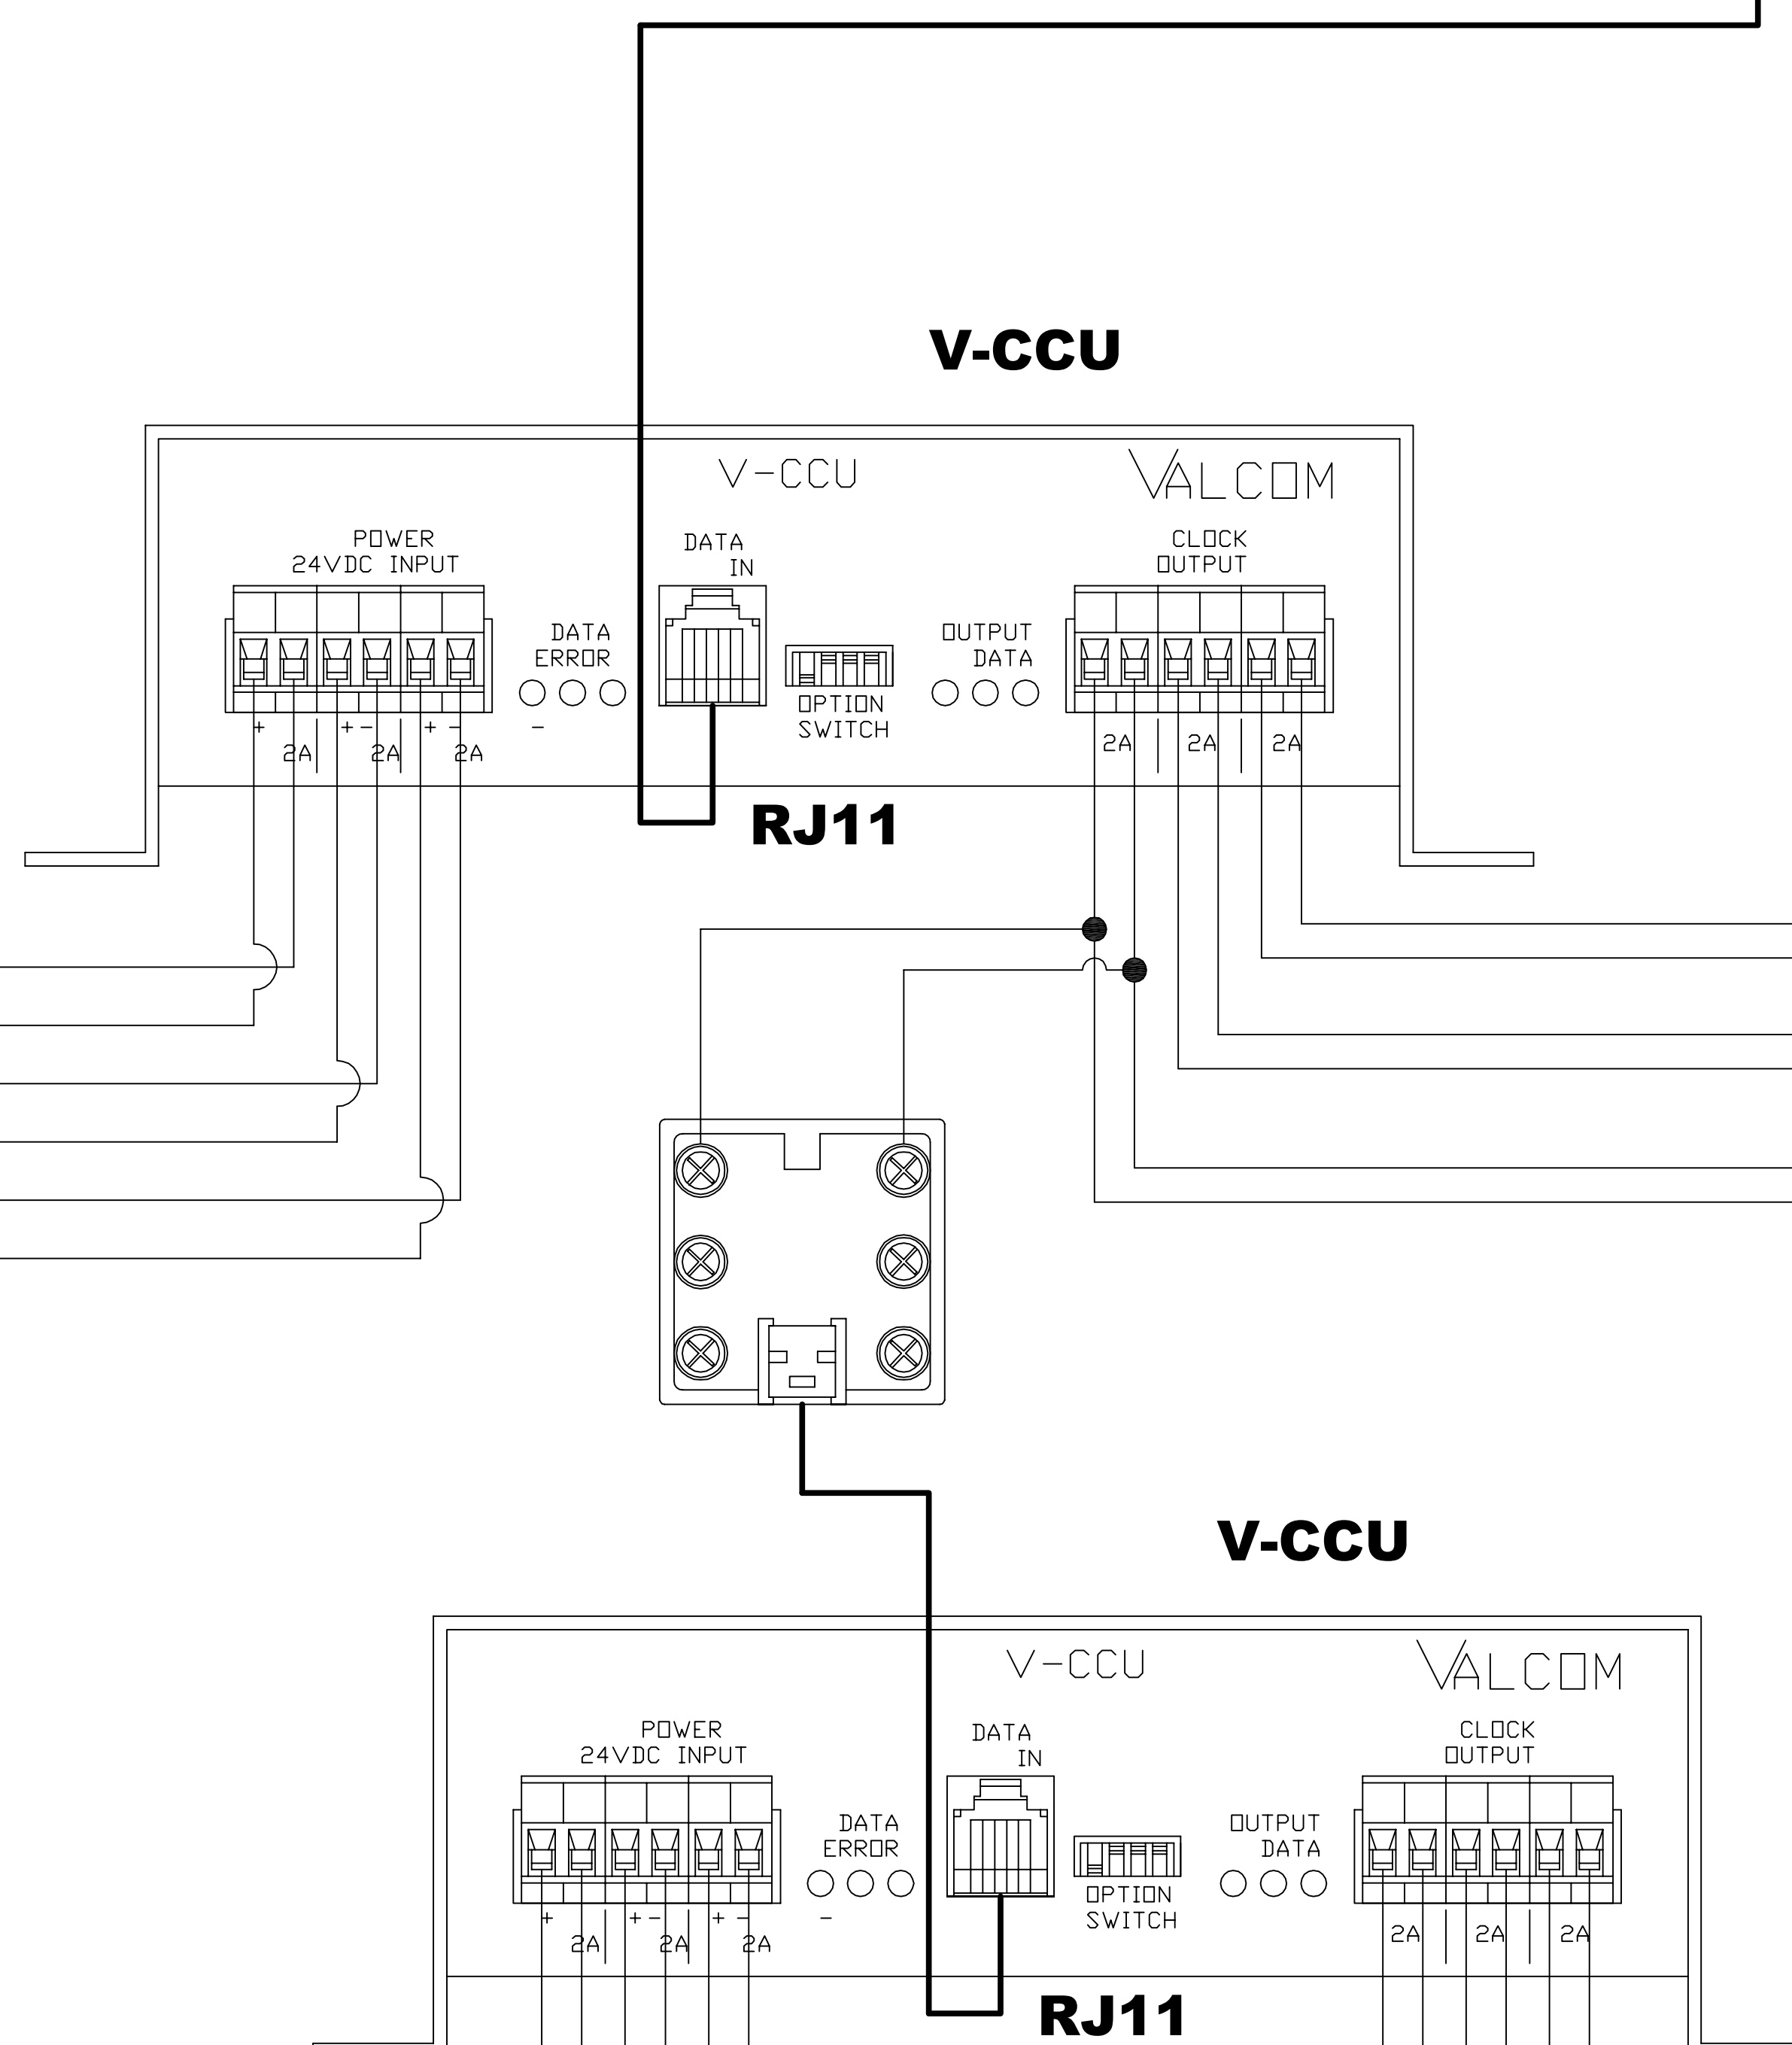 V-CCU
V-CCU
VALCOM
POWER
24VDC INPUT
DATA
IN
CLOCK
OUTPUT
DATA
ERROR
OUTPUT
DATA
OPTION
SWITCH
+ + - + - -
2A 2A 2A
2A 2A 2A
RJ11
V-CCU
V-CCU
VALCOM
POWER
24VDC INPUT
DATA
IN
CLOCK
OUTPUT
DATA
ERROR
OUTPUT
DATA
OPTION
SWITCH
+ + - + - -
2A 2A 2A
2A 2A 2A
RJ11